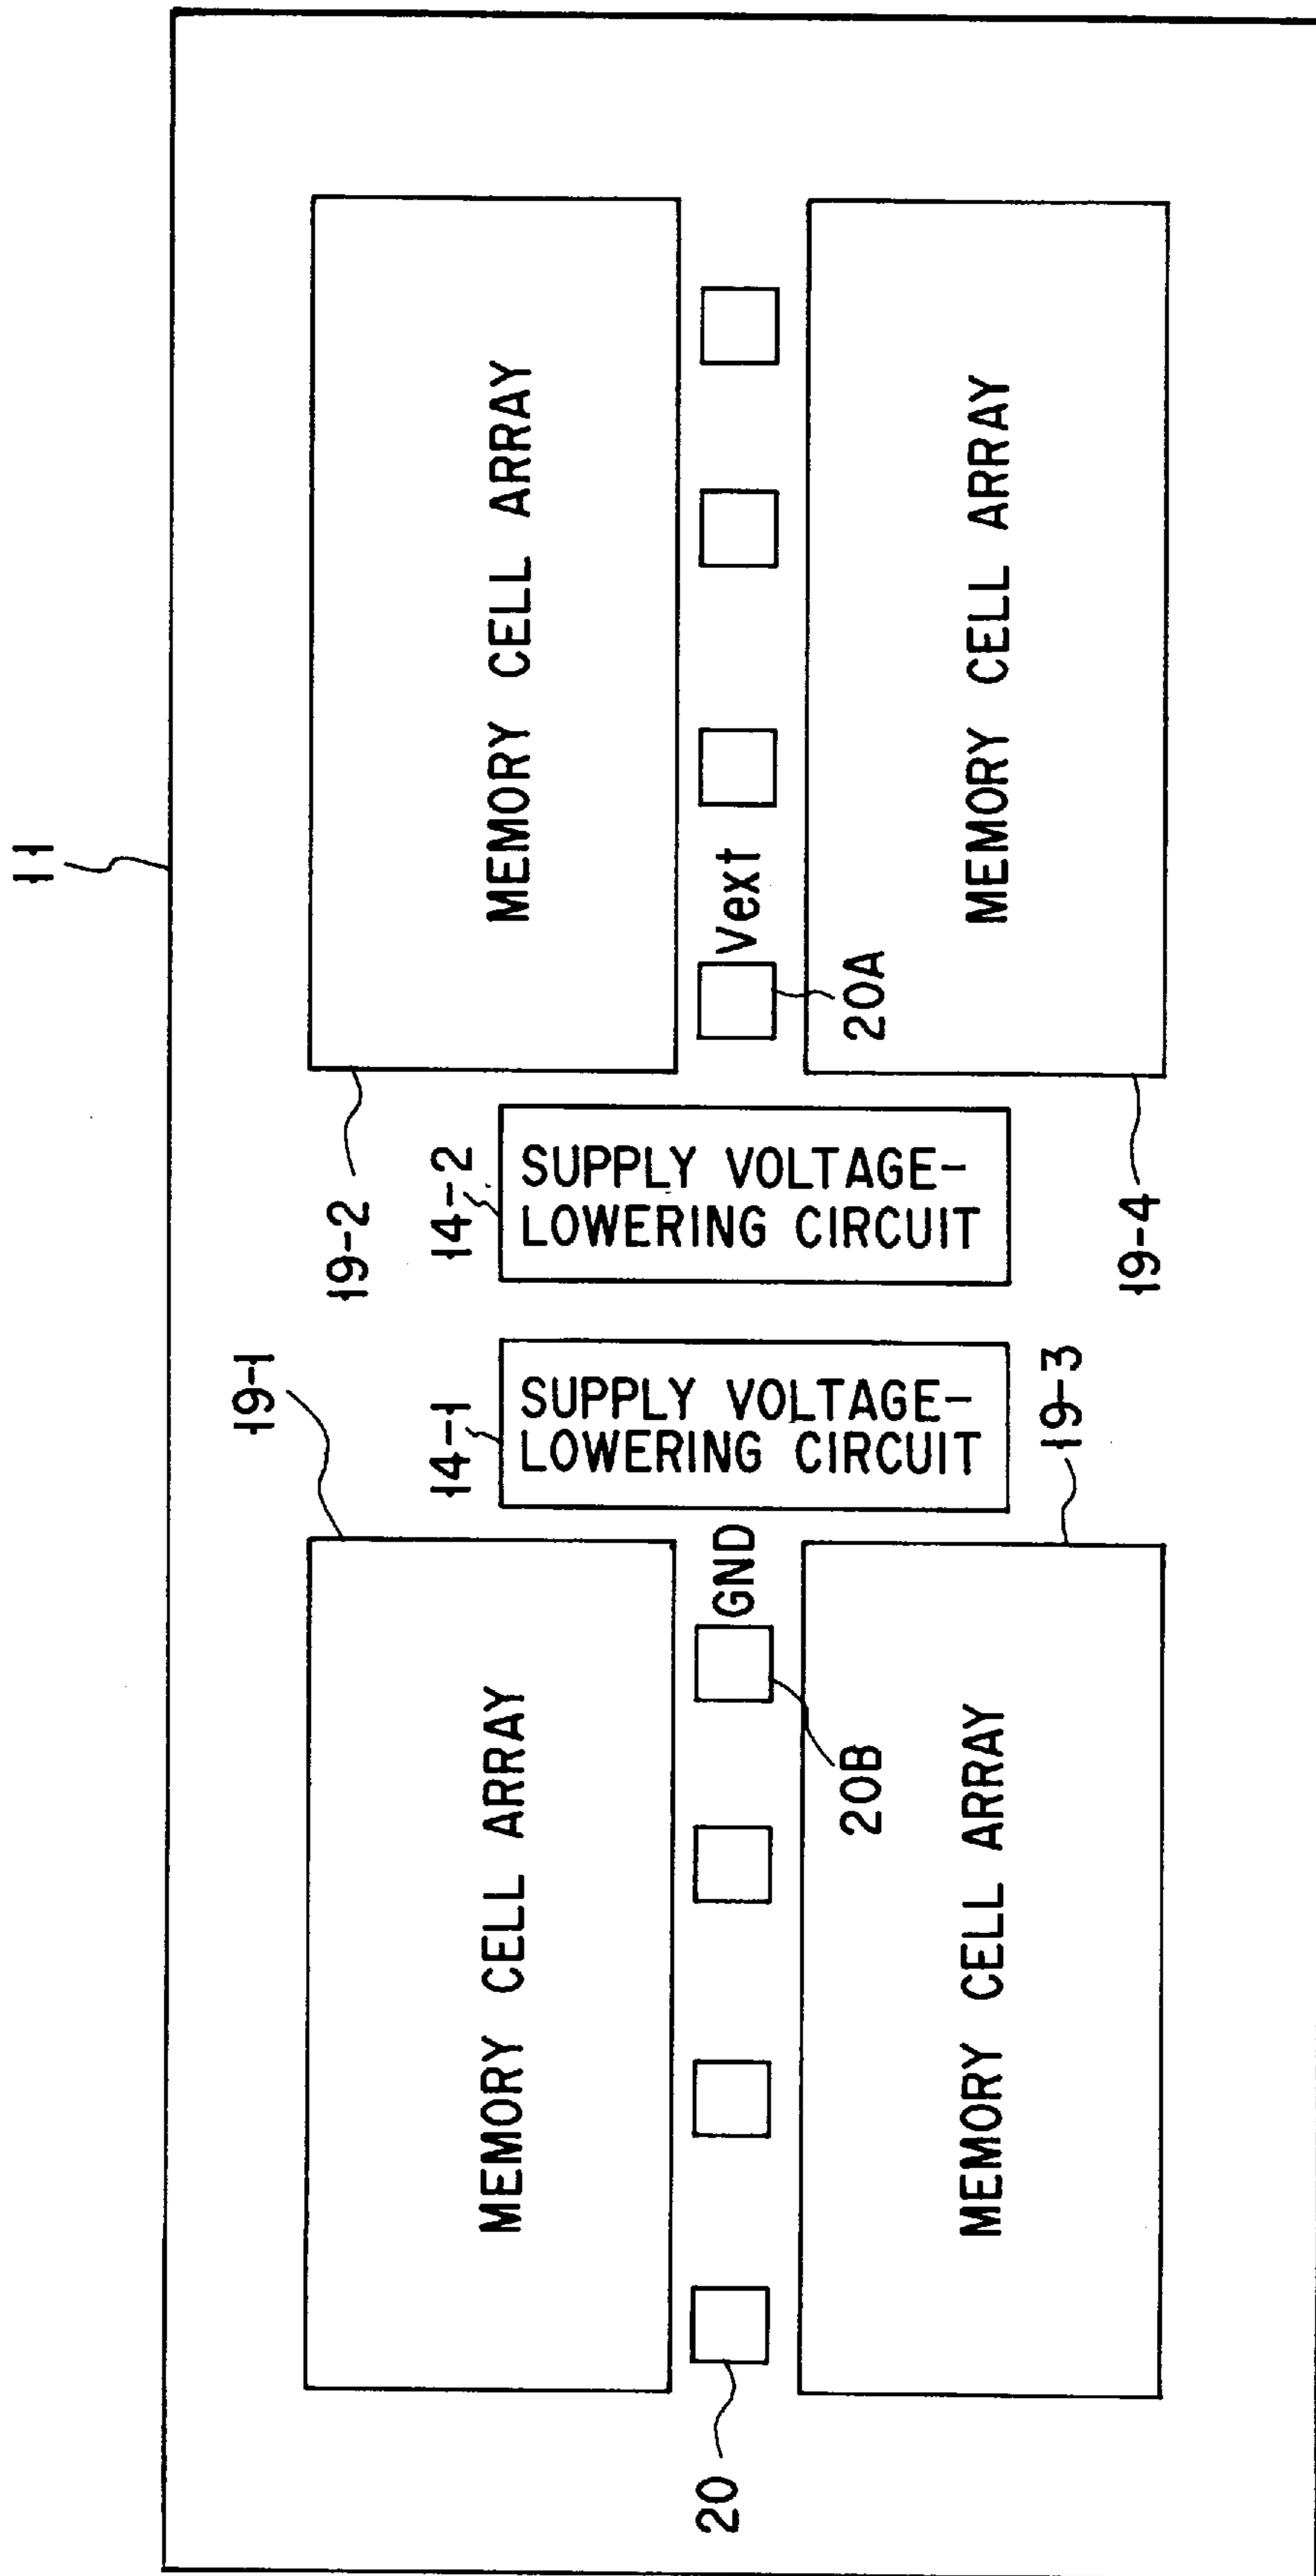 11
19-1
MEMORY CELL ARRAY
19-2
MEMORY CELL ARRAY
14-1
SUPPLY VOLTAGE-
LOWERING CIRCUIT
14-2
SUPPLY VOLTAGE-
LOWERING CIRCUIT
20
GND
20B
Vext
20A
MEMORY CELL ARRAY
19-3
MEMORY CELL ARRAY
19-4